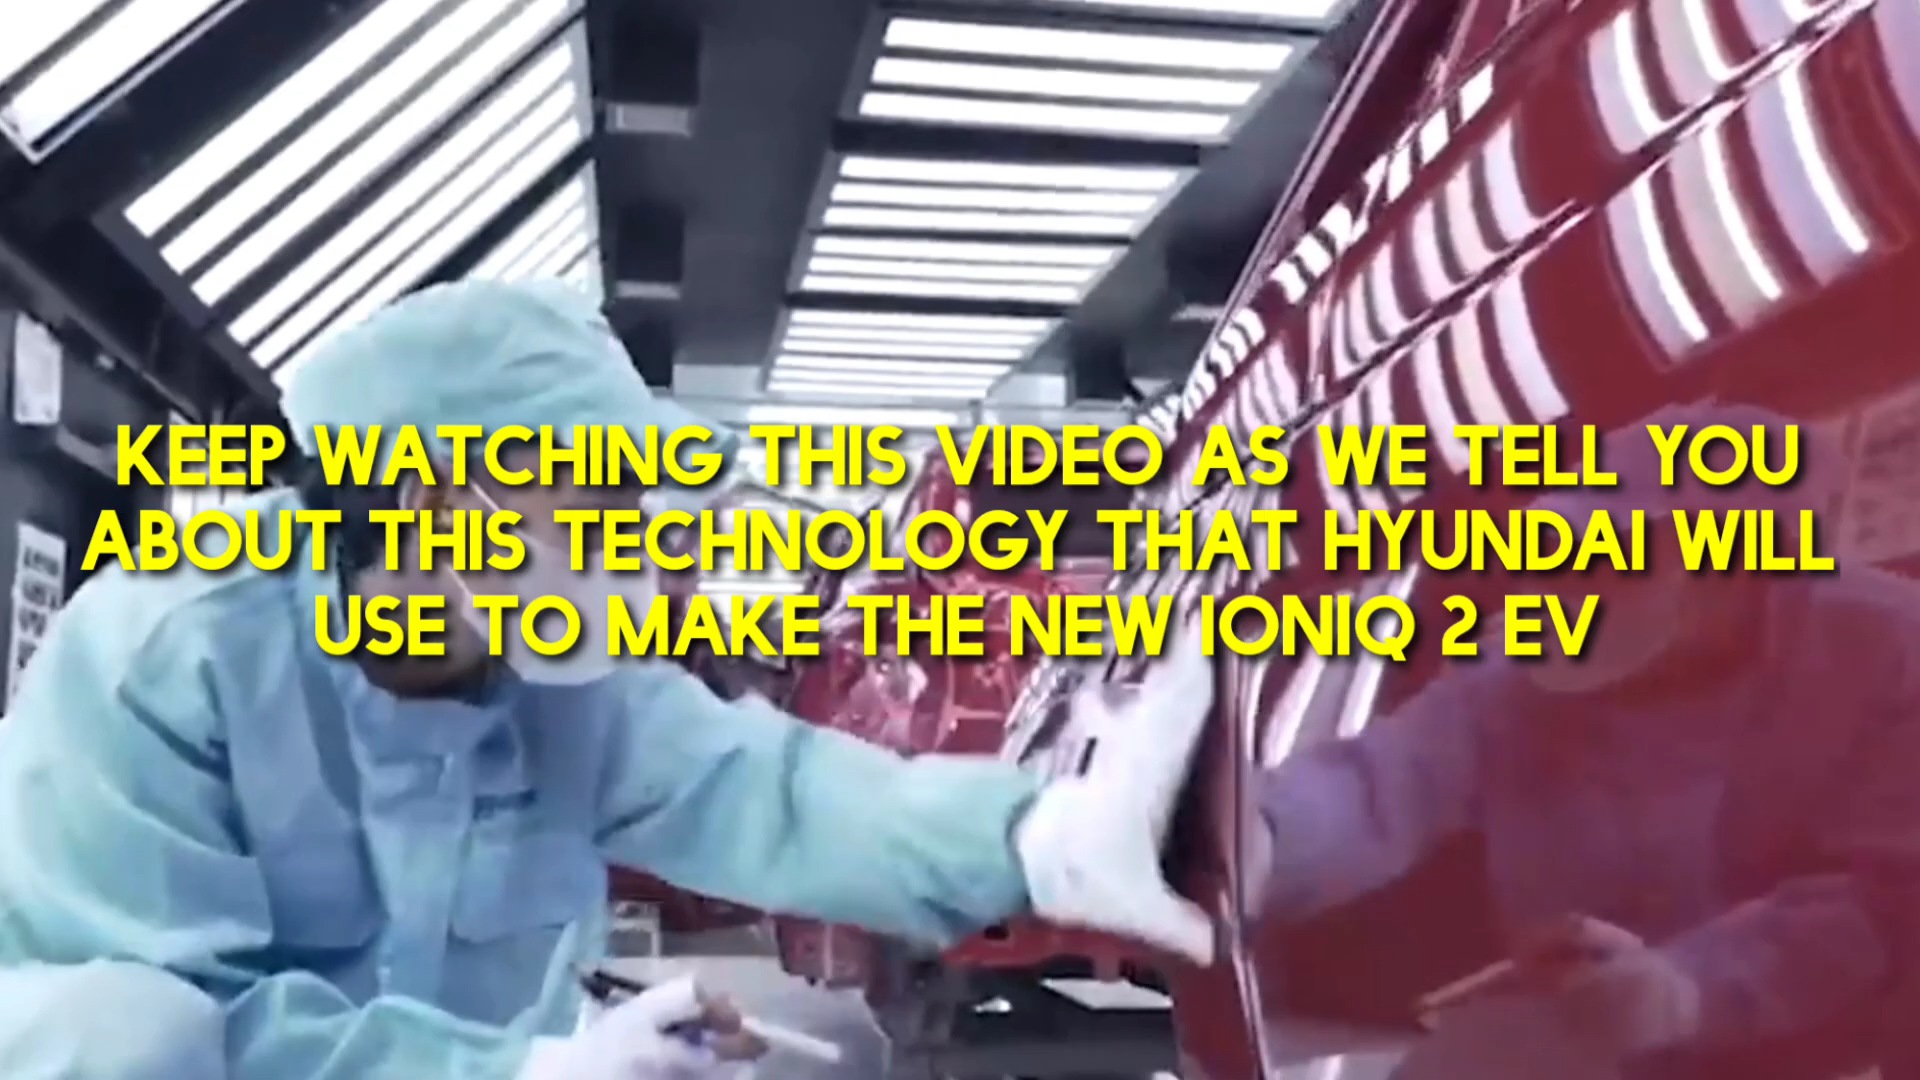 KEEP WATCHING THIS VIDEO AS WE TELL YOU
ABOUT THIS TECHNOLOGY THAT HYUNDAI WILL
USE TO MAKE THE NEW IONIQ 2 EV